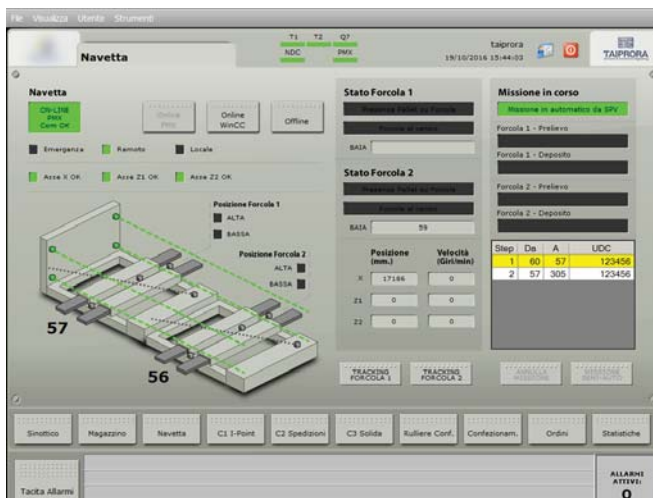 File Visualizza Utente Strumenti
Navetta
T1 T2 Q?
NDC PMX
taiprora
19/10/2016 15:44:03
TAIPRORA
Navetta
ON-LINE
PMX
Com OK
Online
PMX
Online
WinCC
Offline
Emergenza
Remoto
Locale
Asse X OK
Asse Z1 OK
Asse Z2 OK
Posizione Forcola 1
ALTA
BASSA
Posizione Forcola 2
ALTA
BASSA
57
56
Stato Forcola 1
Presenza Pallet su Forcola
Forcola al centro
BAIA
Stato Forcola 2
Presenza Pallet su Forcola
Forcola al centro
BAIA 59
Posizione
(mm.)
Velocità
(Giri/min)
X 17186 0
Z1 0 0
Z2 0 0
TRACKING
FORCOLA 1
TRACKING
FORCOLA 2
Missione in corso
Missione in automatico da SPV
Forcola 1 - Prelievo
Forcola 1 - Deposito
Forcola 2 - Prelievo
Forcola 2 - Deposito
Step Da A UDC
1 60 57 123456
2 57 305 123456
ANNULLA
MISSIONE
MISSIONE
SEMI-AUTO
Sinottico
Magazzino
Navetta
C1 I-Point
C2 Spedizioni
C3 Solida
Rulliere Conf.
Confezionam.
Ordini
Statistiche
Tacita Allarmi
ALLARMI
ATTIVI:
0